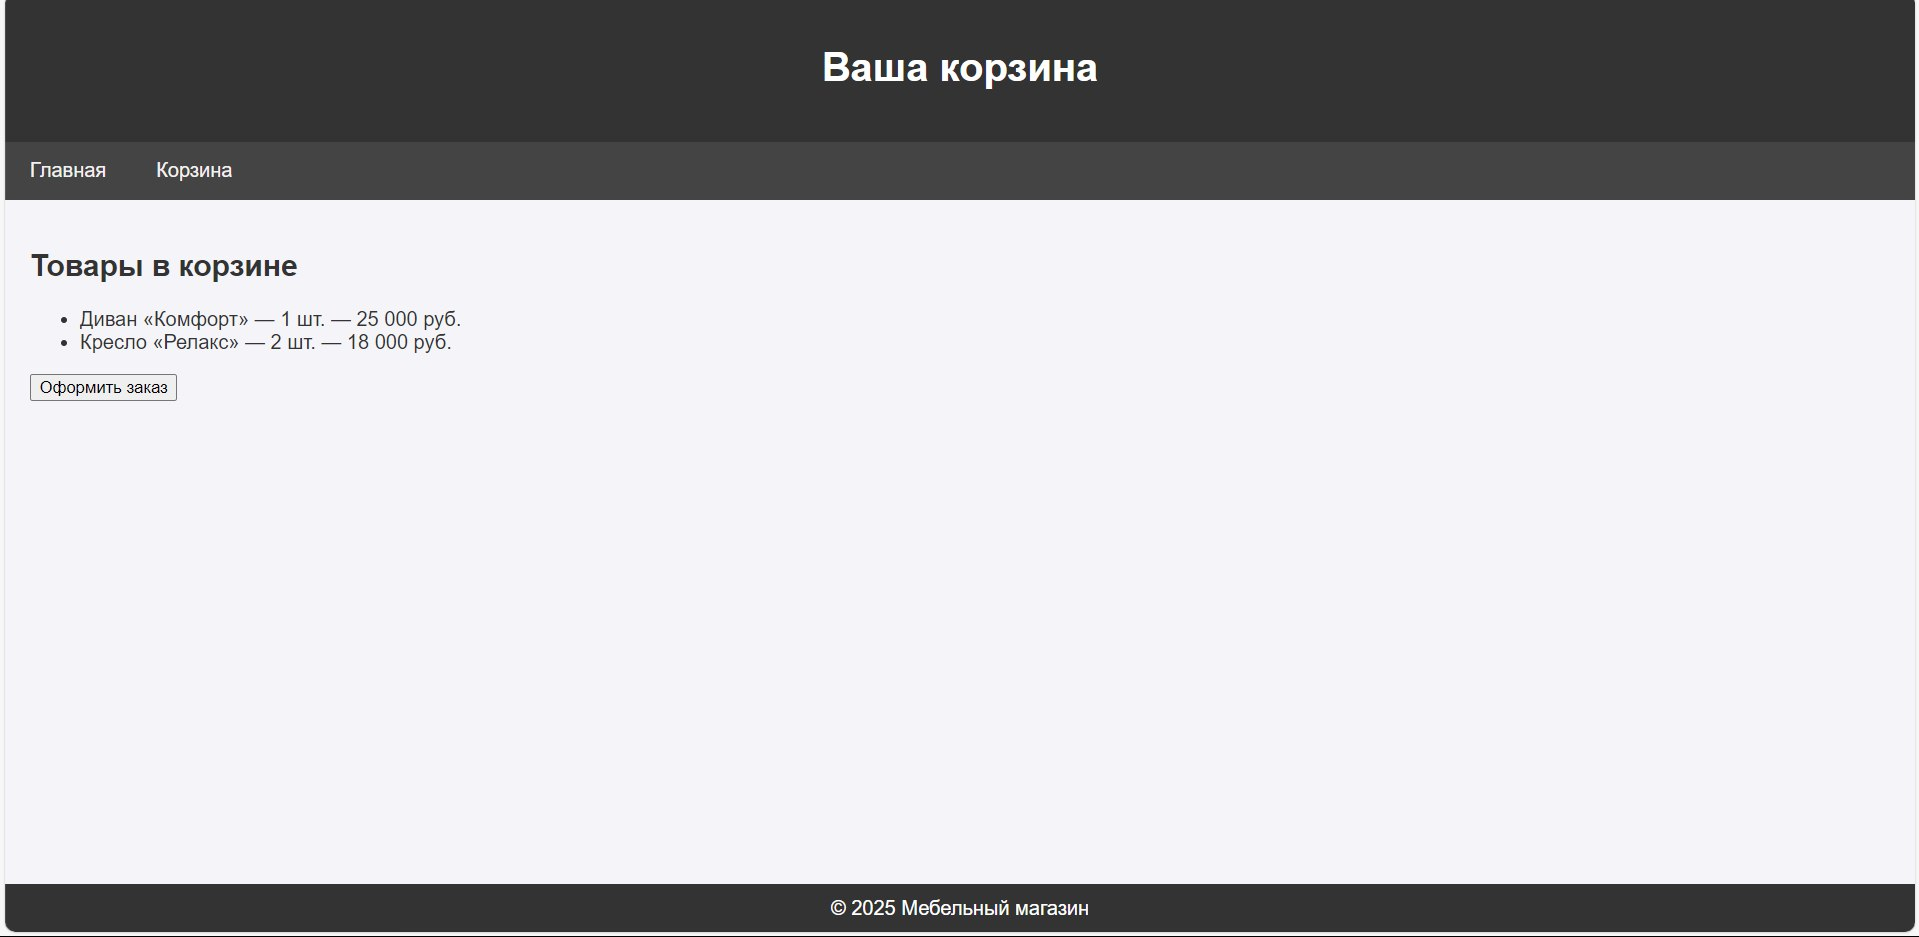 Ваша корзина
Главная Корзина
Товары в корзине
• Диван «Комфорт» — 1 шт. — 25 000 руб.
• Кресло «Релакс» — 2 шт. — 18 000 руб.
Оформить заказ
© 2025 Мебельный магазин